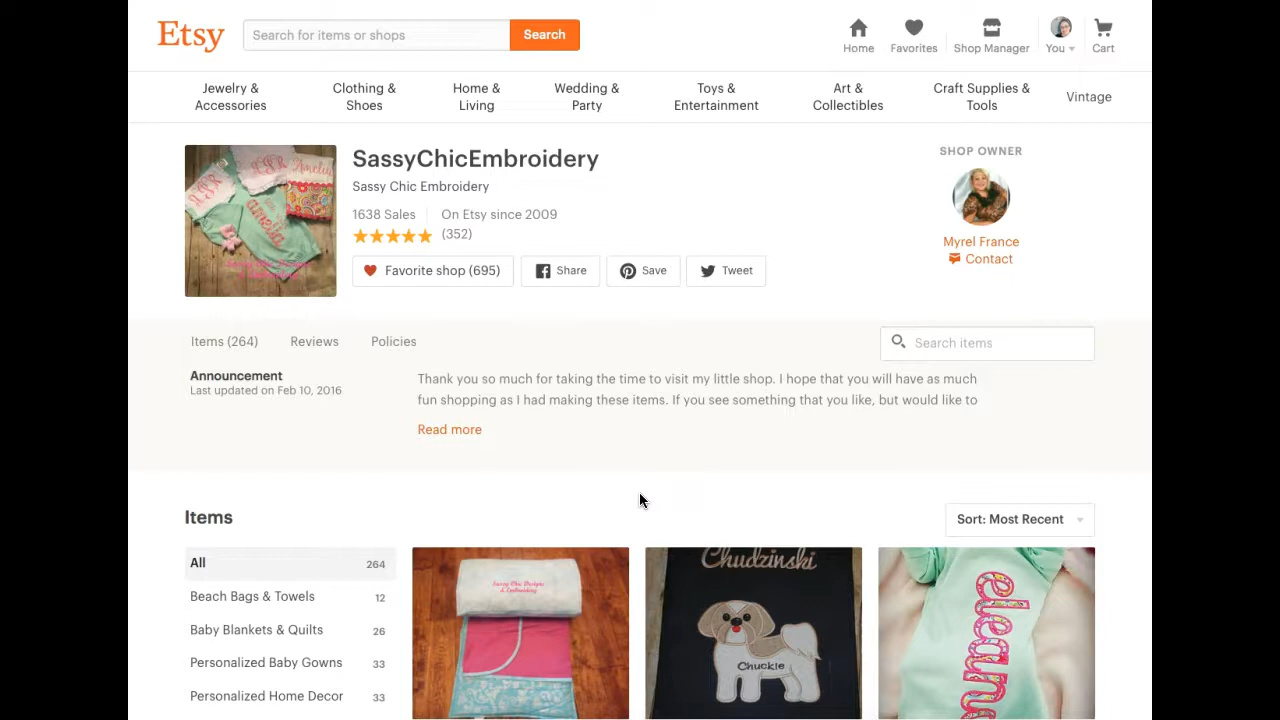 Etsy
Search for items or shops
Search
Home
Favorites
Shop Manager
You
Cart
Jewelry &
Accessories
Clothing &
Shoes
Home &
Living
Wedding &
Party
Toys &
Entertainment
Art &
Collectibles
Craft Supplies &
Tools
Vintage
SassyChicEmbroidery
Sassy Chic Embroidery
1638 Sales
On Etsy since 2009
(352)
Favorite shop (695)
Share
Save
Tweet
SHOP OWNER
Myrel France
Contact
Items (264)
Reviews
Policies
Search items
Announcement
Last updated on Feb 10, 2016
Thank you so much for taking the time to visit my little shop. I hope that you will have as much
fun shopping as I had making these items. If you see something that you like, but would like to
Read more
Items
Sort: Most Recent
All 264
Beach Bags & Towels 12
Baby Blankets & Quilts 26
Personalized Baby Gowns 33
Personalized Home Decor 33
Sassy Chic Designs
& Embroidery
Chudzinski
Chuckie